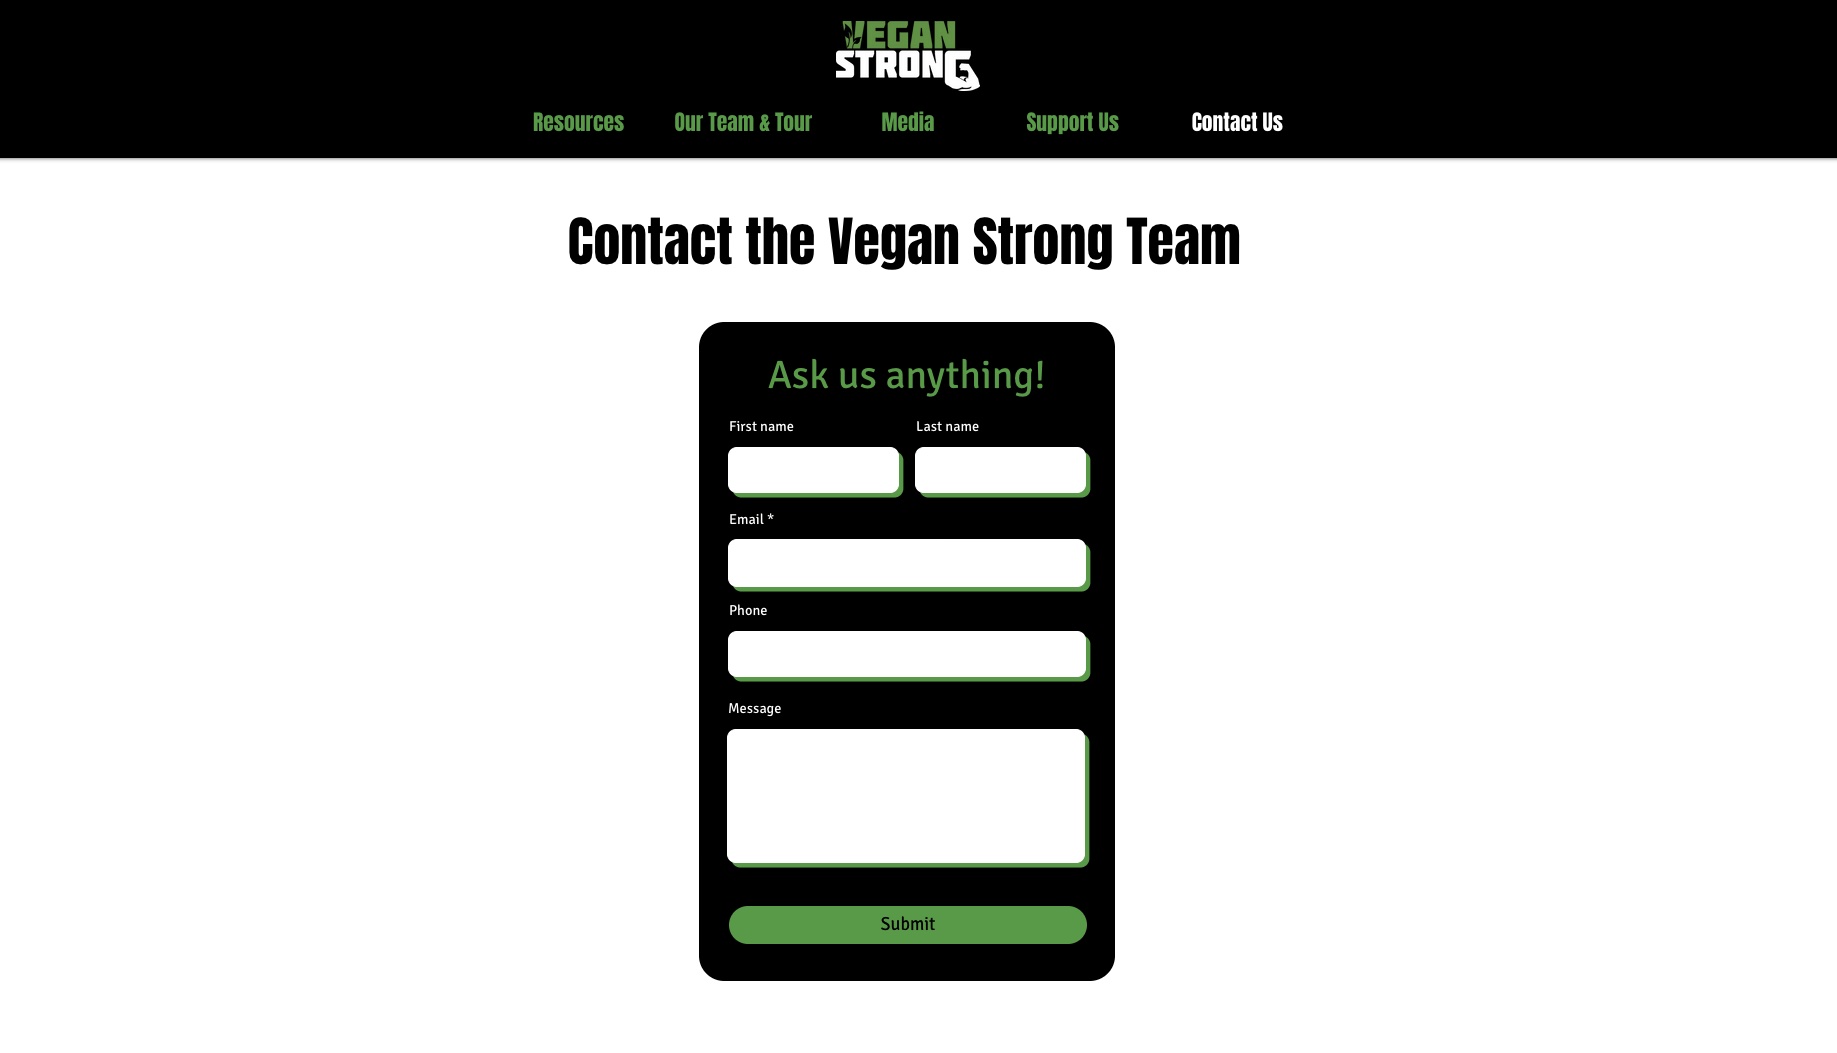 VEGAN
STRONG
Resources Our Team & Tour Media Support Us Contact Us
Contact the Vegan Strong Team
Ask us anything!
First name Last name
Email *
Phone
Message
Submit